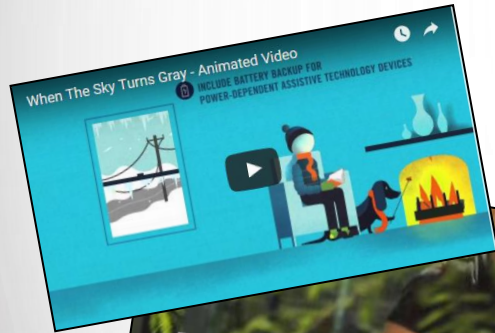 When The Sky Turns Gray - Animated Video
INCLUDE BATTERY BACKUP FOR
POWER-DEPENDENT ASSISTIVE TECHNOLOGY DEVICES